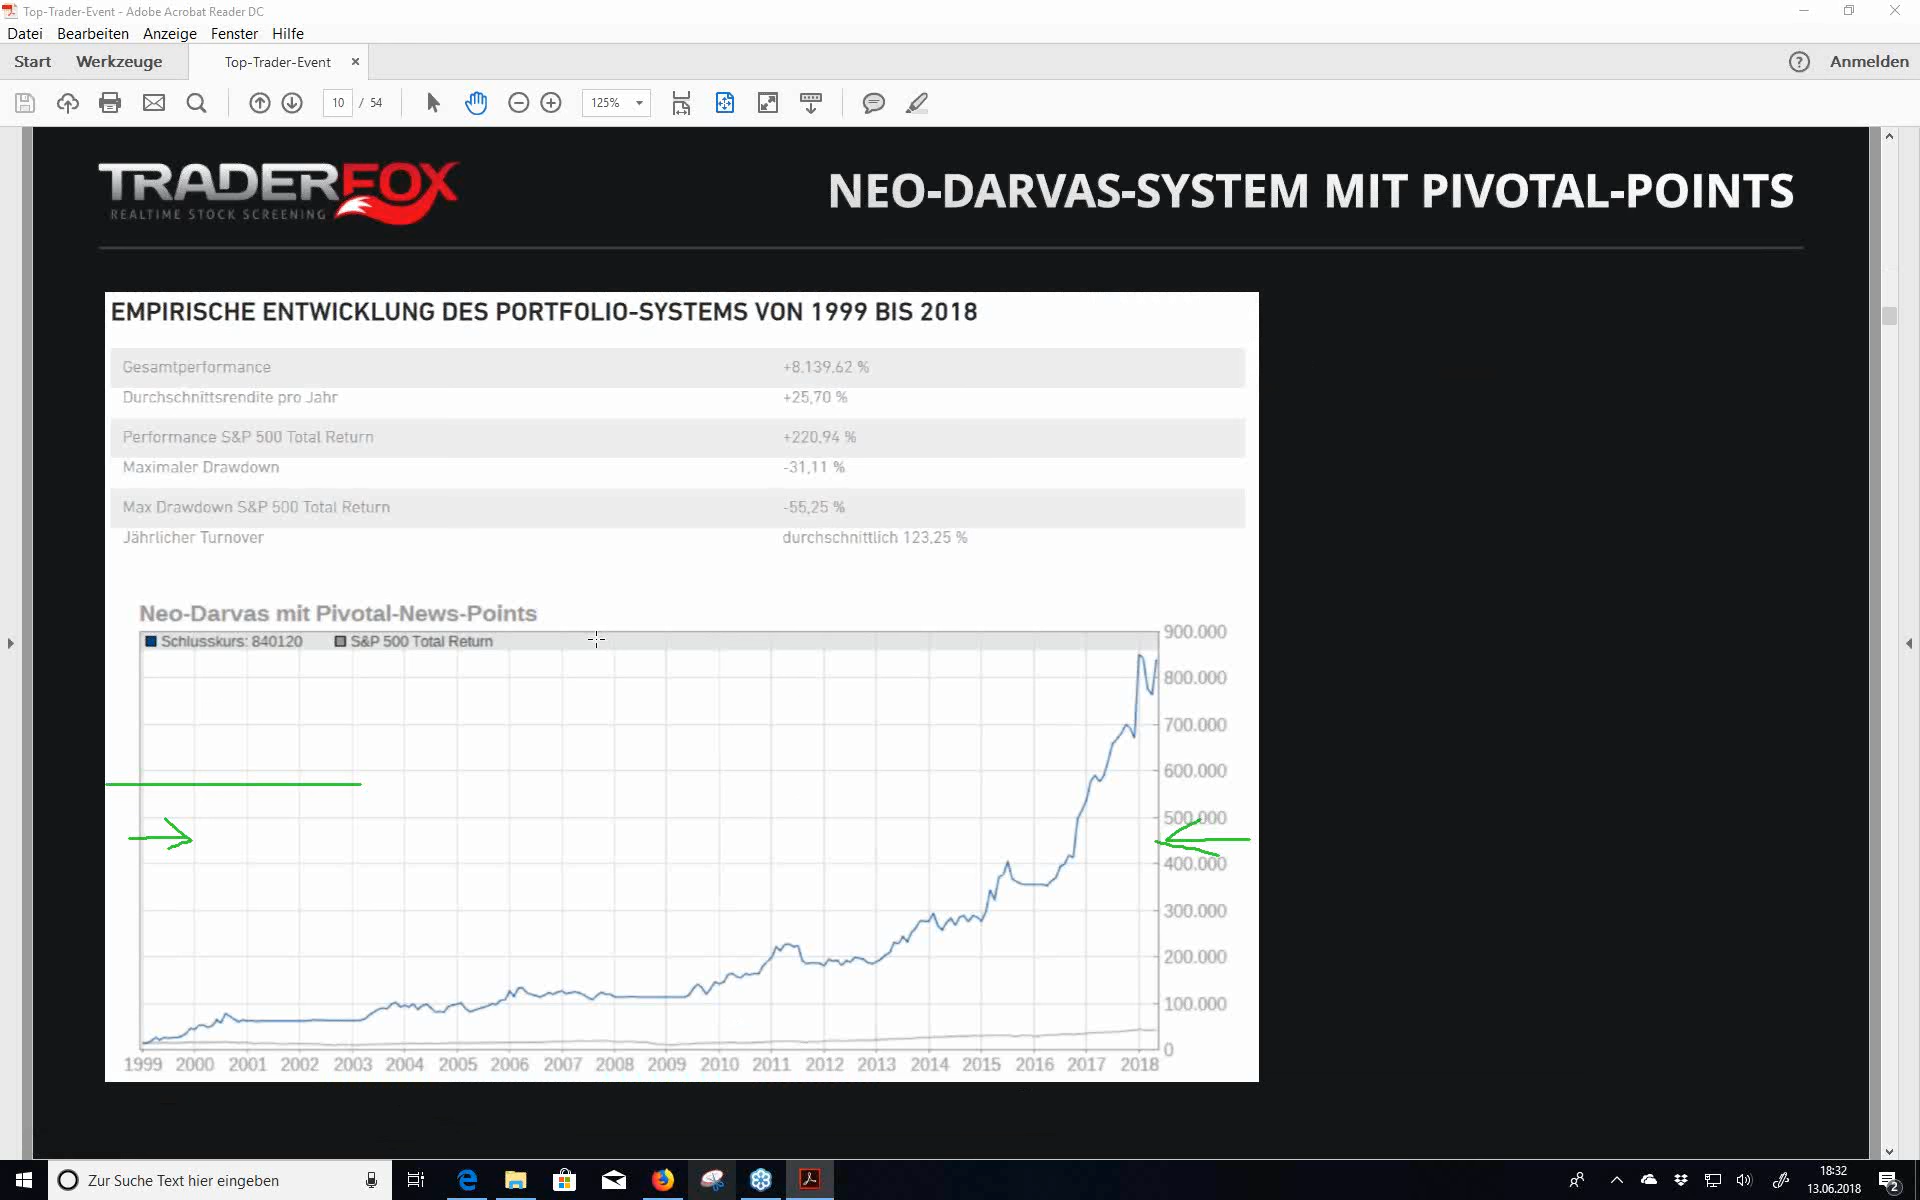 Top-Trader-Event - Adobe Acrobat Reader DC
Datei Bearbeiten Anzeige Fenster Hilfe
Start Werkzeuge Top-Trader-Event × ? Anmelden
10 / 54 125%
TRADERFOX
REALTIME STOCK SCREENING
NEO-DARVAS-SYSTEM MIT PIVOTAL-POINTS
EMPIRISCHE ENTWICKLUNG DES PORTFOLIO-SYSTEMS VON 1999 BIS 2018
Gesamtperformance +8.139,62 %
Durchschnittsrendite pro Jahr +25,70 %
Performance S&P 500 Total Return +220,94 %
Maximaler Drawdown -31,11 %
Max Drawdown S&P 500 Total Return -55,25 %
Jährlicher Turnover durchschnittlich 123,25 %
Neo-Darvas mit Pivotal-News-Points
Schlusskurs: 840120 S&P 500 Total Return
900.000
800.000
700.000
600.000
500.000
400.000
300.000
200.000
100.000
0
1999 2000 2001 2002 2003 2004 2005 2006 2007 2008 2009 2010 2011 2012 2013 2014 2015 2016 2017 2018
Zur Suche Text hier eingeben
18:32
13.06.2018
2